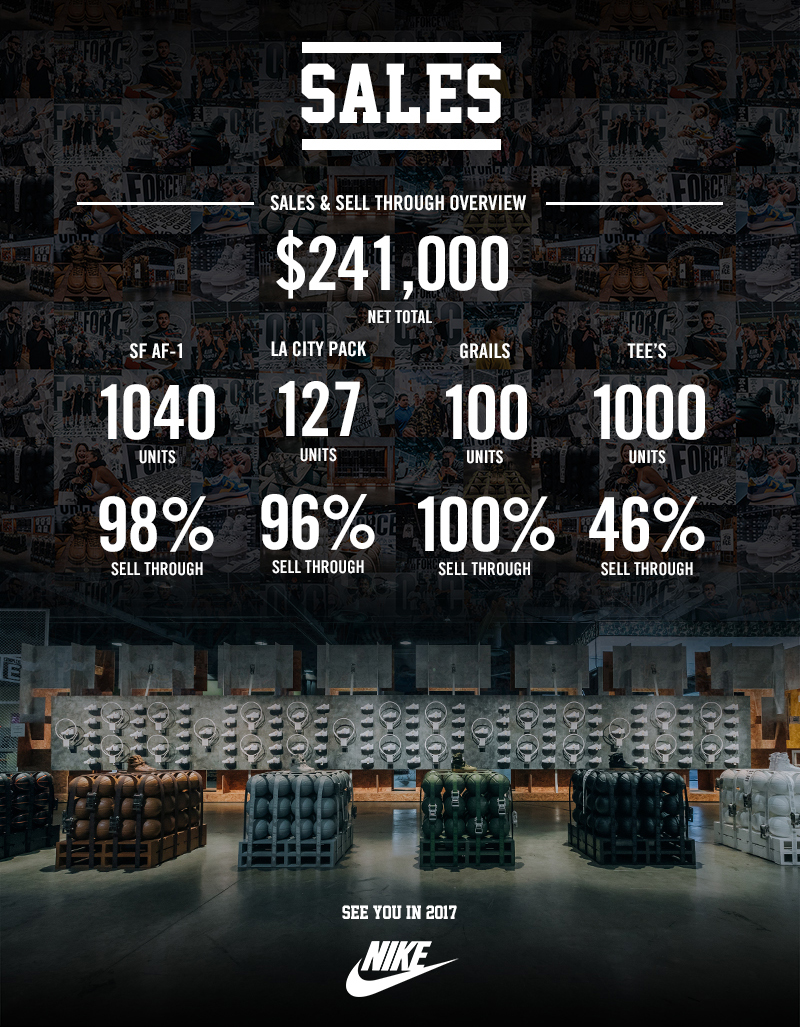 SALES
SALES & SELL THROUGH OVERVIEW
$241,000
NET TOTAL
SF AF-1 LA CITY PACK GRAILS TEE'S
1040 127 100 1000
UNITS UNITS UNITS UNITS
98% 96% 100% 46%
SELL THROUGH SELL THROUGH SELL THROUGH SELL THROUGH
SEE YOU IN 2017
NIKE